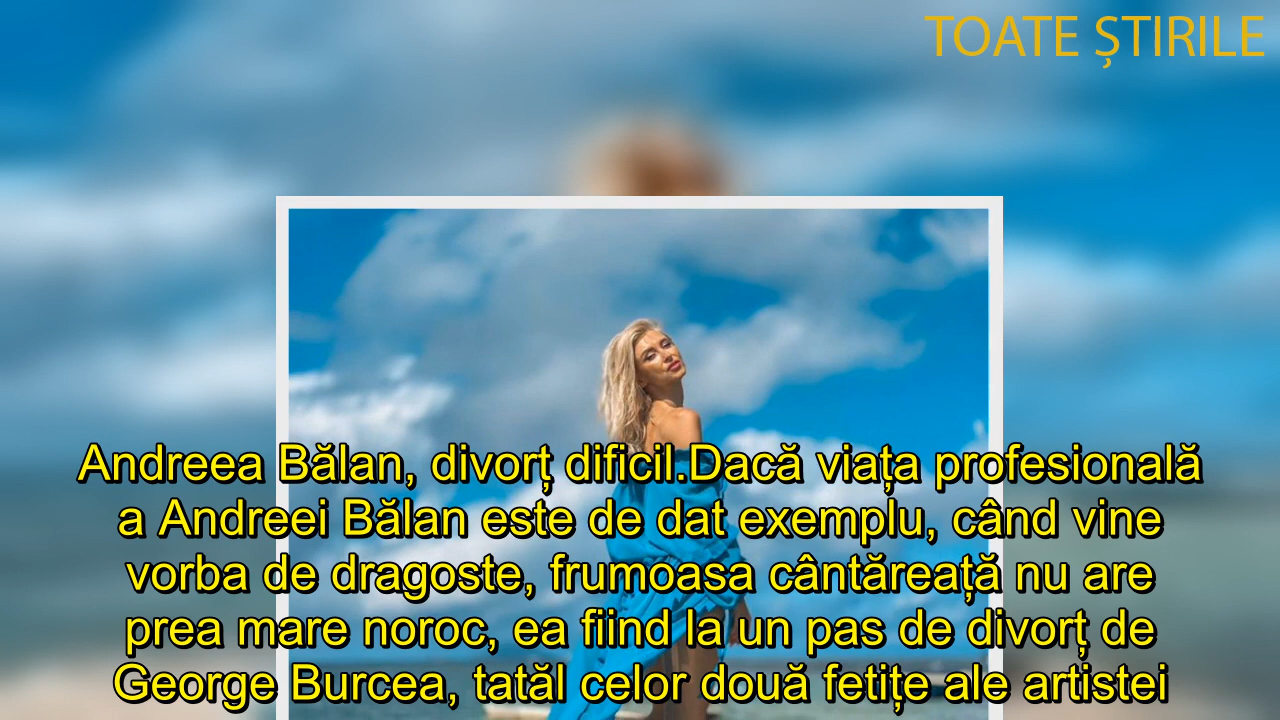 TOATE ȘTIRILE
Andreea Bălan, divorț dificil.Dacă viața profesională
a Andreei Bălan este de dat exemplu, când vine
vorba de dragoste, frumoasa cântăreață nu are
prea mare noroc, ea fiind la un pas de divorț de
George Burcea, tatăl celor două fetițe ale artistei